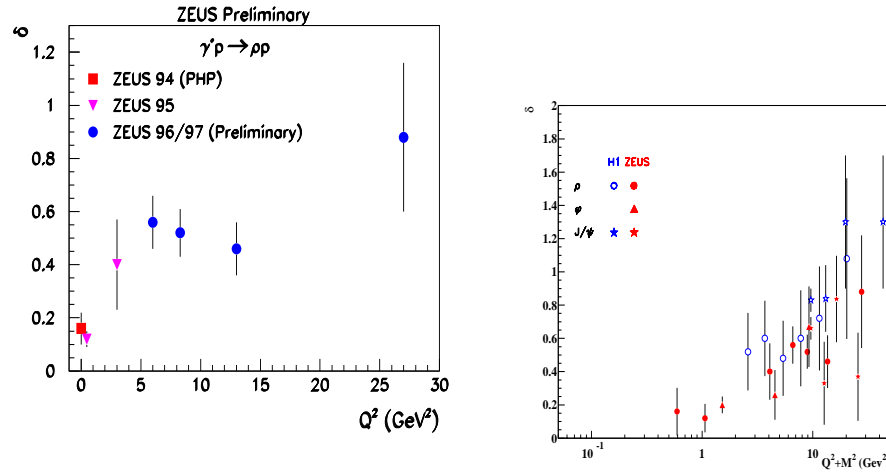 ZEUS Preliminary
δ
γ*p → ρp
ZEUS 94 (PHP)
ZEUS 95
ZEUS 96/97 (Preliminary)
1.2
1
0.8
0.6
0.4
0.2
0
0 5 10 15 20 25 30
Q² (GeV²)
δ
H1 ZEUS
ρ
φ
J/ψ
2
1.8
1.6
1.4
1.2
1
0.8
0.6
0.4
0.2
0
10⁻¹ 1 10
Q²+M² (Gev²